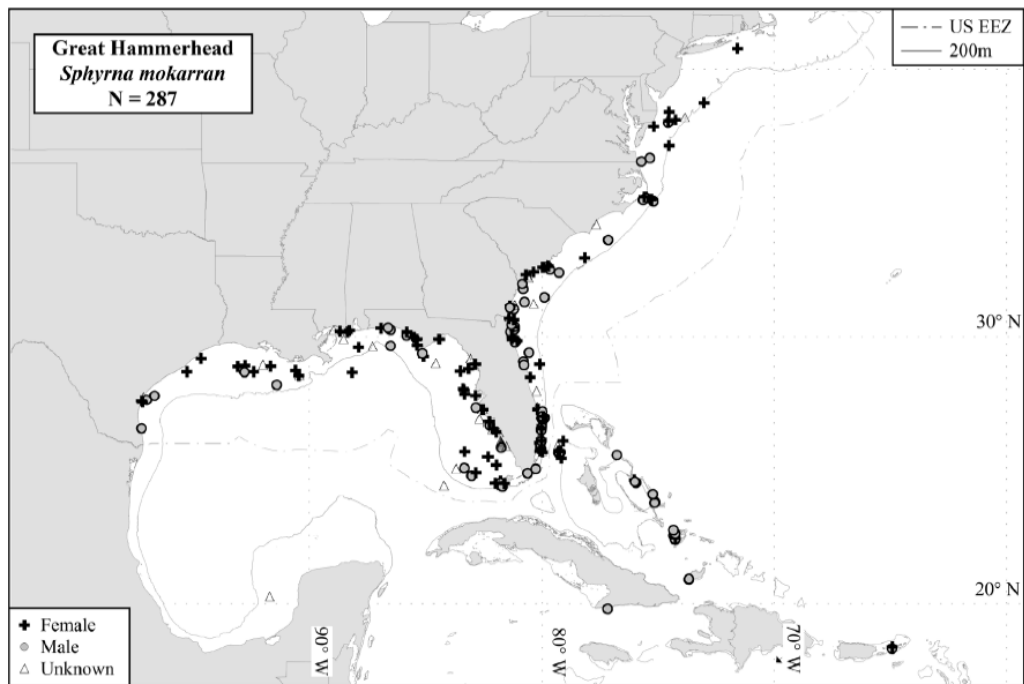 Great Hammerhead
Sphyrna mokarran
N = 287
US EEZ
200m
30° N
20° N
90° W
80° W
70° W
Female
Male
Unknown